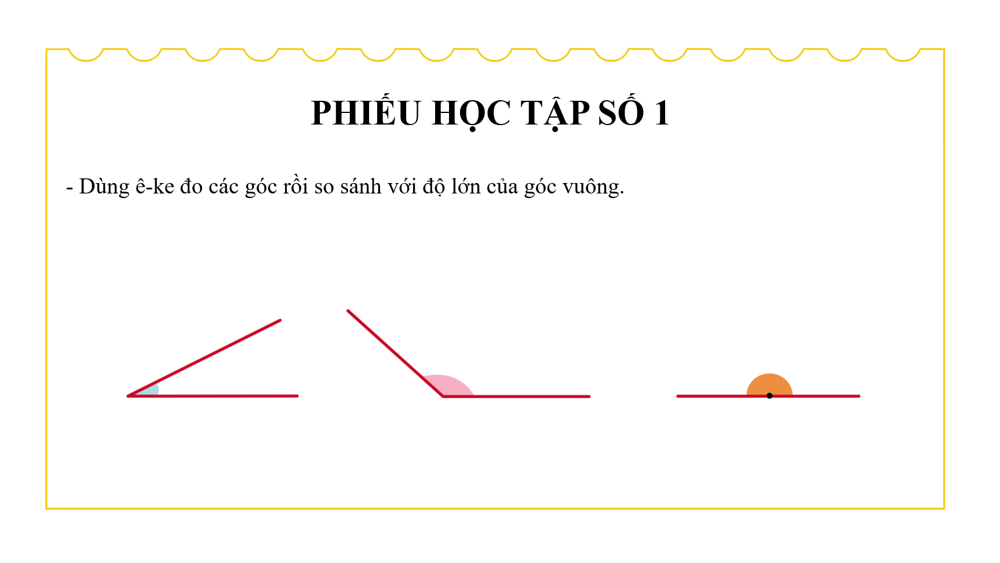 PHIẾU HỌC TẬP SỐ 1
- Dùng ê-ke đo các góc rồi so sánh với độ lớn của góc vuông.